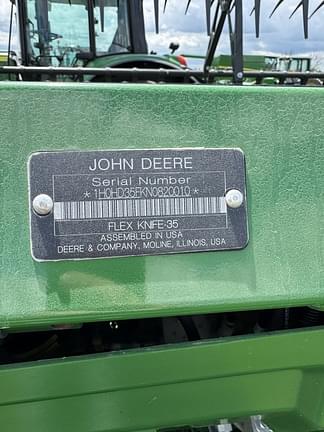 JOHN DEERE
Serial Number
*1H0HD35FKN0820010*
FLEX KNIFE-35
ASSEMBLED IN USA
DEERE & COMPANY, MOLINE, ILLINOIS, USA